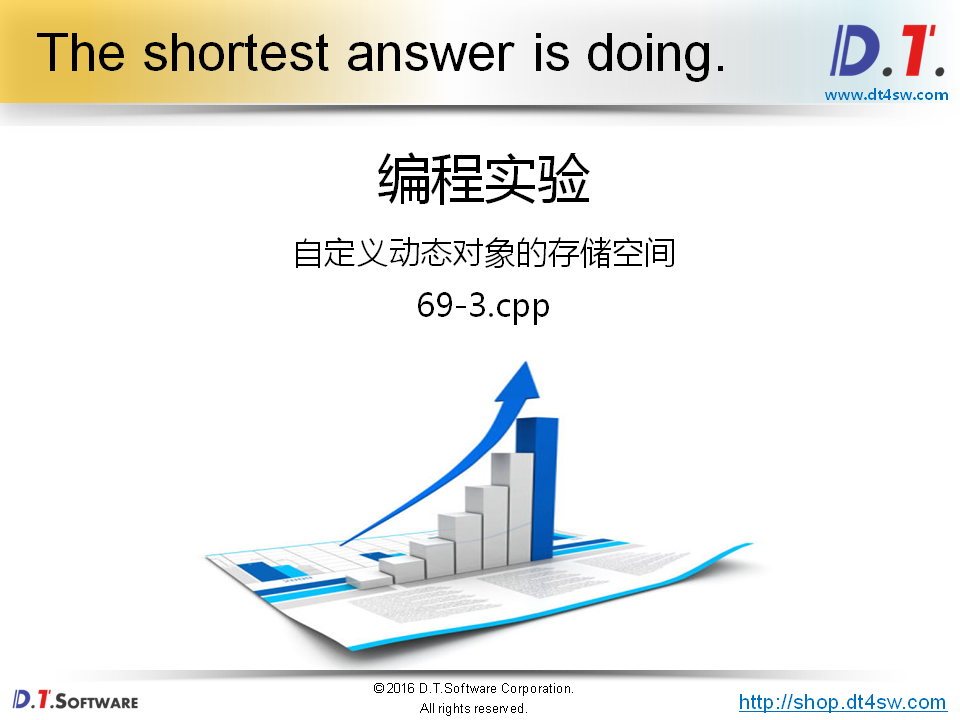 The shortest answer is doing.
D.T.
www.dt4sw.com
编程实验
自定义动态对象的存储空间
69-3.cpp
2009
D.T.SOFTWARE
©2016 D.T.Software Corporation.
All rights reserved.
http://shop.dt4sw.com